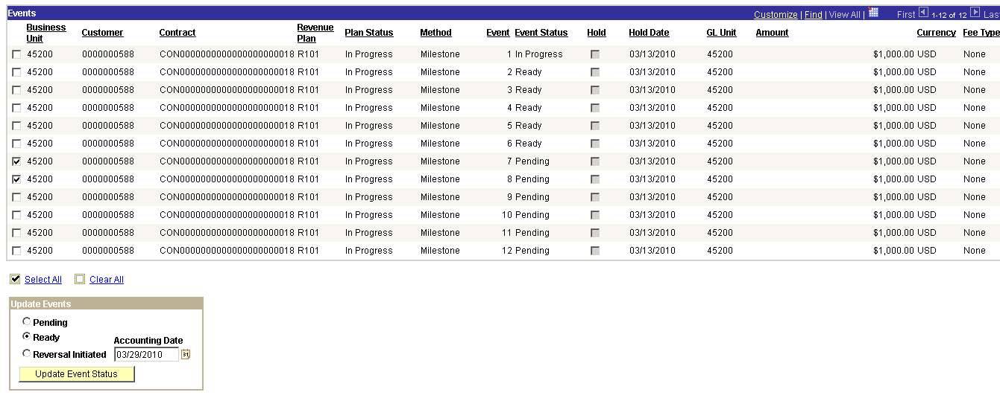 Events Customize | Find | View All | First 1-12 of 12 Last
Business Unit Customer Contract Revenue Plan Plan Status Method Event Event Status Hold Hold Date GL Unit Amount Currency Fee Type
45200 0000000588 CON0000000000000000000018 R101 In Progress Milestone 1 In Progress 03/13/2010 45200 $1,000.00 USD None
45200 0000000588 CON0000000000000000000018 R101 In Progress Milestone 2 Ready 03/13/2010 45200 $1,000.00 USD None
45200 0000000588 CON0000000000000000000018 R101 In Progress Milestone 3 Ready 03/13/2010 45200 $1,000.00 USD None
45200 0000000588 CON0000000000000000000018 R101 In Progress Milestone 4 Ready 03/13/2010 45200 $1,000.00 USD None
45200 0000000588 CON0000000000000000000018 R101 In Progress Milestone 5 Ready 03/13/2010 45200 $1,000.00 USD None
45200 0000000588 CON0000000000000000000018 R101 In Progress Milestone 6 Ready 03/13/2010 45200 $1,000.00 USD None
45200 0000000588 CON0000000000000000000018 R101 In Progress Milestone 7 Pending 03/13/2010 45200 $1,000.00 USD None
45200 0000000588 CON0000000000000000000018 R101 In Progress Milestone 8 Pending 03/13/2010 45200 $1,000.00 USD None
45200 0000000588 CON0000000000000000000018 R101 In Progress Milestone 9 Pending 03/13/2010 45200 $1,000.00 USD None
45200 0000000588 CON0000000000000000000018 R101 In Progress Milestone 10 Pending 03/13/2010 45200 $1,000.00 USD None
45200 0000000588 CON0000000000000000000018 R101 In Progress Milestone 11 Pending 03/13/2010 45200 $1,000.00 USD None
45200 0000000588 CON0000000000000000000018 R101 In Progress Milestone 12 Pending 03/13/2010 45200 $1,000.00 USD None
Select All Clear All
Update Events
Pending
Ready
Accounting Date
Reversal Initiated 03/29/2010 31
Update Event Status